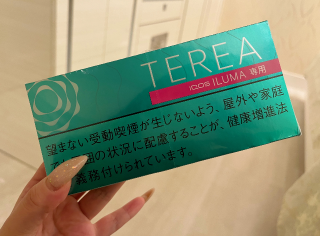 TEREA
IQOS ILUMA 専用
望まない受動喫煙が生じないよう、屋外や家庭
囲の状況に配慮することが、健康増進法
義務付けられています。